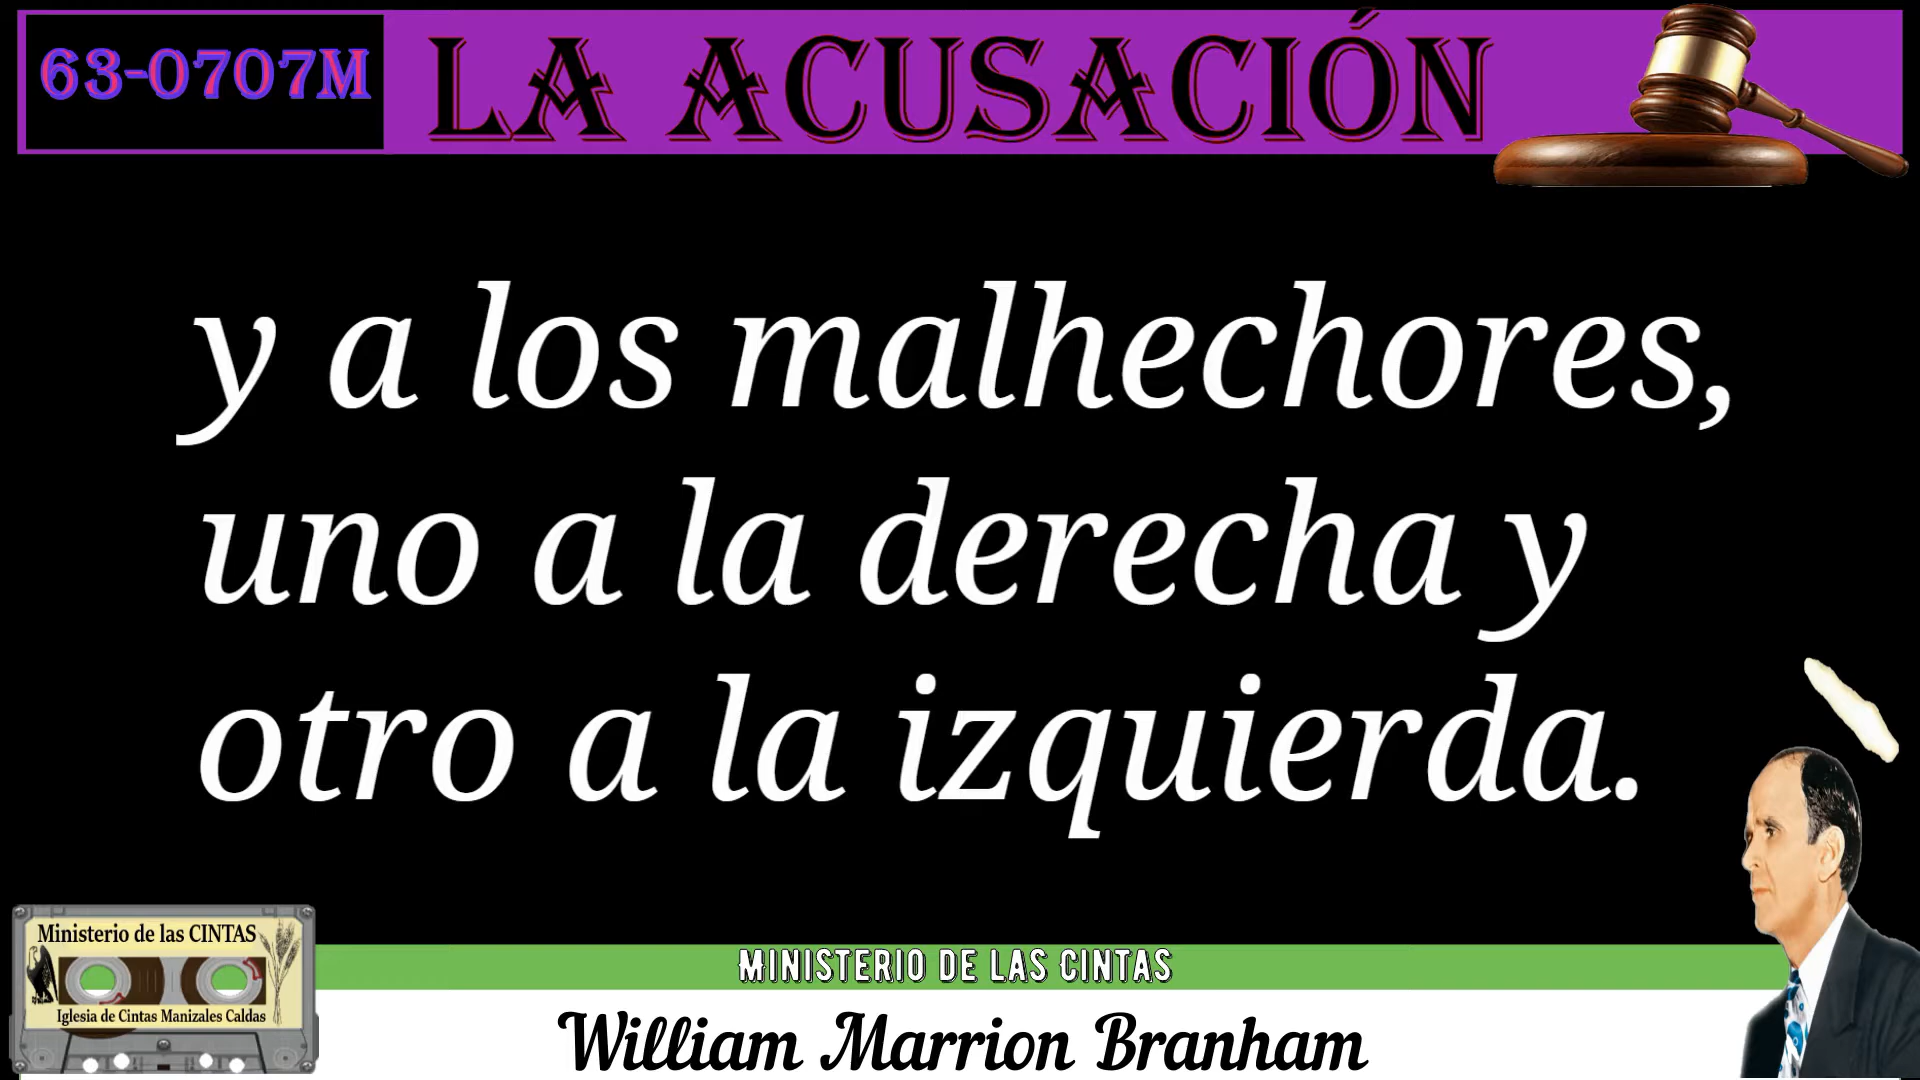 63-0707M
LA ACUSACIÓN
y a los malhechores,
uno a la derecha y
otro a la izquierda.
Ministerio de las CINTAS
Iglesia de Cintas Manizales Caldas
MINISTERIO DE LAS CINTAS
William Marrion Branham